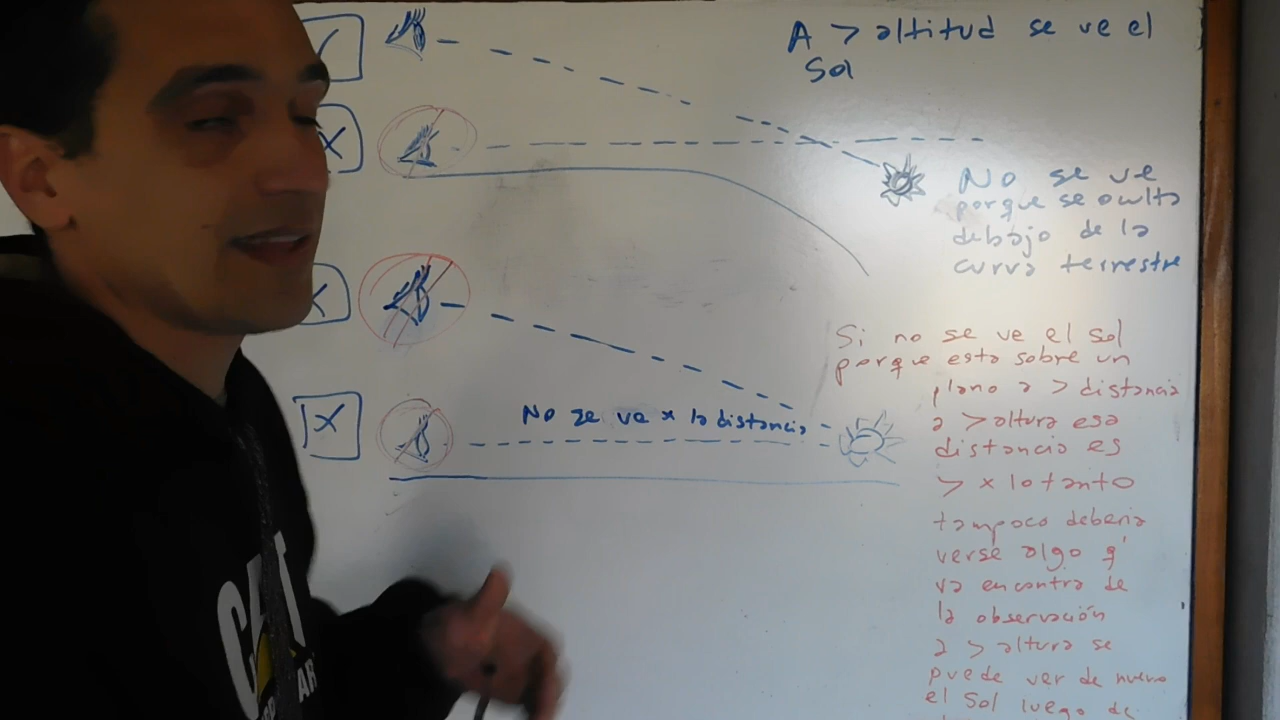 A > altitud se ve el
Sol
No se ve
porque se oculta
debajo de la
curva terrestre
Si no se ve el sol
porque esta sobre un
plano a > distancia
a > altura esa
distancia es
> x lo tanto
tampoco deberia
verse algo q'
va encontra de
la observación
a > altura se
puede ver de nuevo
el Sol luego de
No se ve x la distancia
CAT